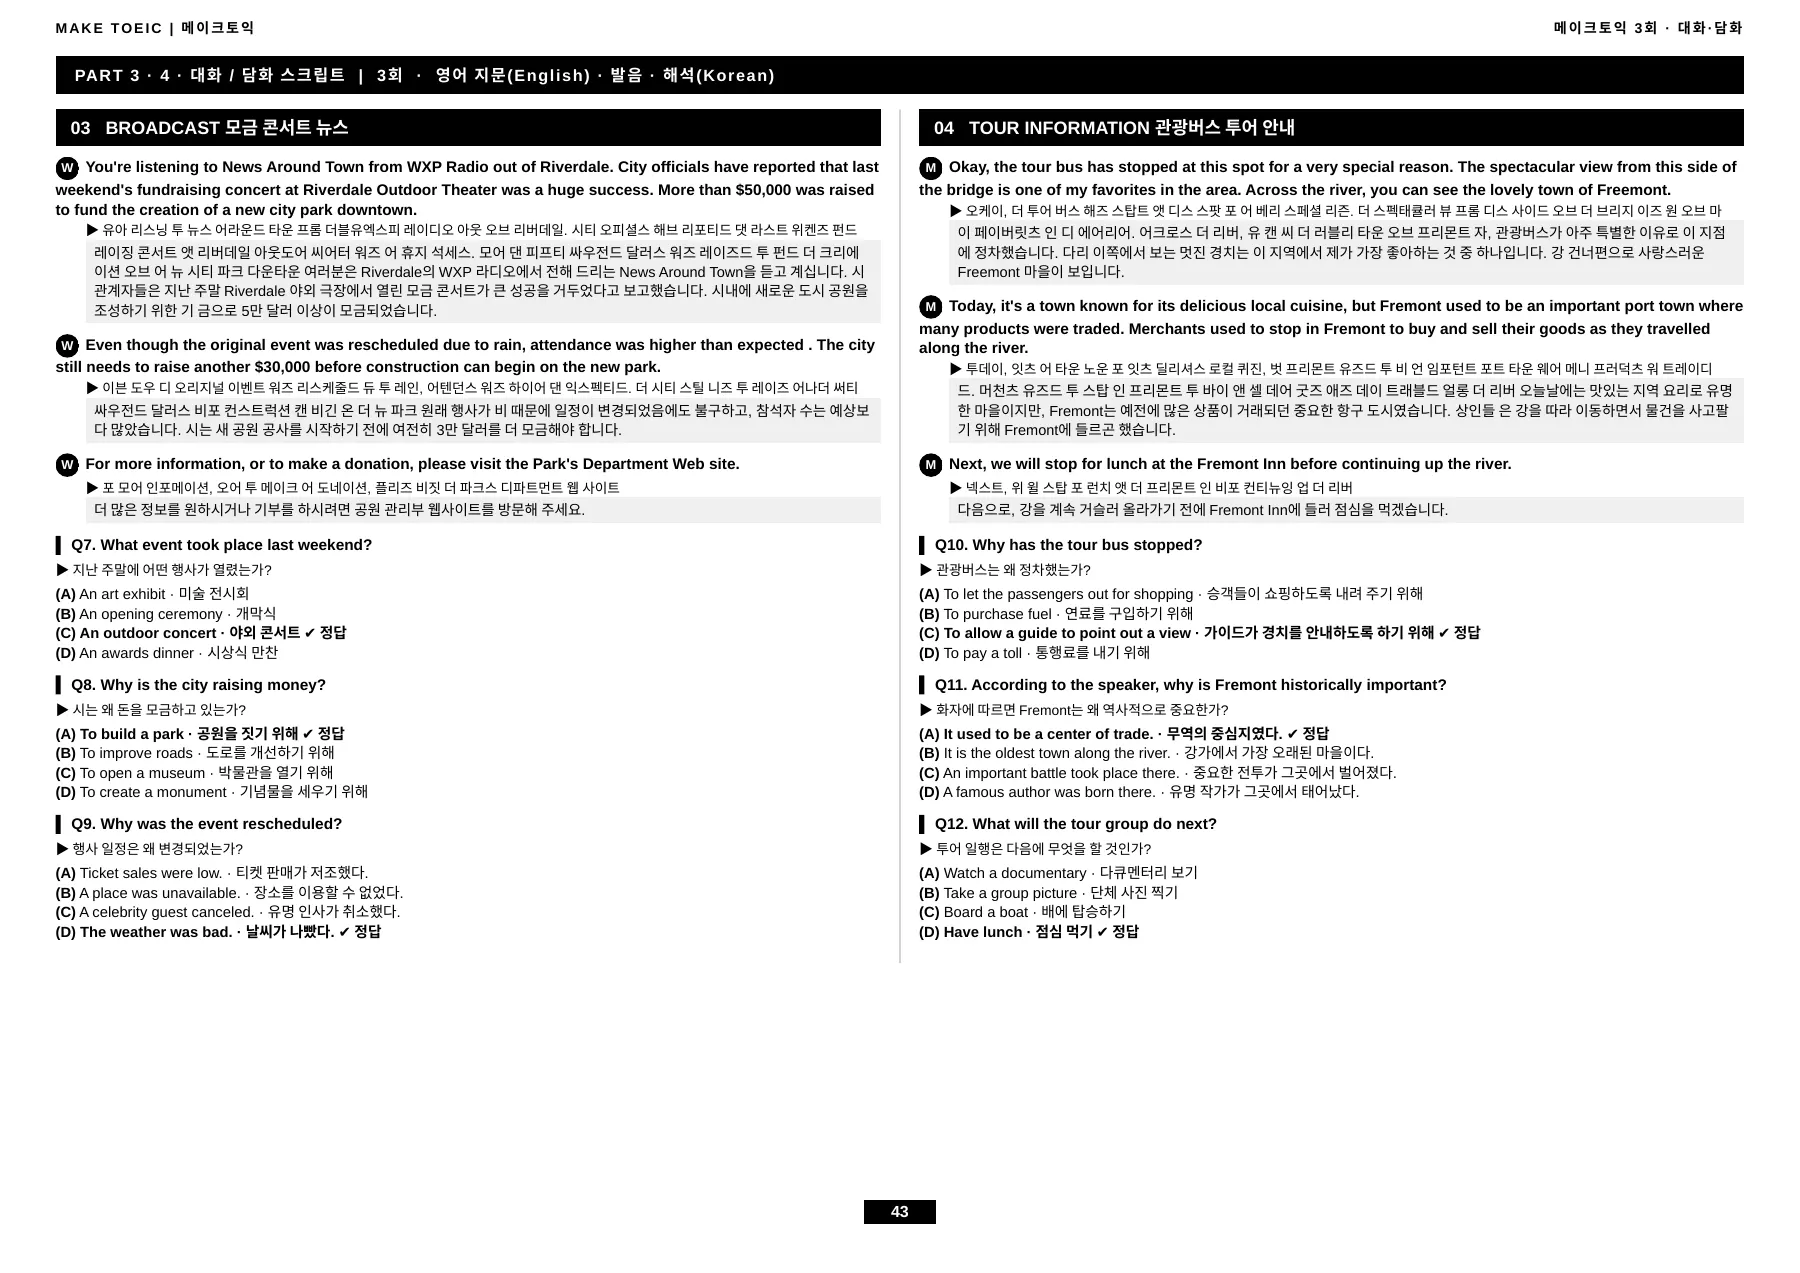 MAKE TOEIC | 메이크토익
메이크토익 3회 · 대화·담화
PART 3 · 4 · 대화 / 담화 스크립트 | 3회 · 영어 지문(English) · 발음 · 해석(Korean)
03 BROADCAST 모금 콘서트 뉴스
W You're listening to News Around Town from WXP Radio out of Riverdale. City officials have reported that last
weekend's fundraising concert at Riverdale Outdoor Theater was a huge success. More than $50,000 was raised
to fund the creation of a new city park downtown.
▶ 유아 리스닝 투 뉴스 어라운드 타운 프롬 더블유엑스피 레이디오 아웃 오브 리버데일. 시티 오피셜스 해브 리포티드 댓 라스트 위켄즈 펀드
레이징 콘서트 앳 리버데일 아웃도어 씨어터 워즈 어 휴지 석세스. 모어 댄 피프티 싸우전드 달러스 워즈 레이즈드 투 펀드 더 크리에
이션 오브 어 뉴 시티 파크 다운타운 여러분은 Riverdale의 WXP 라디오에서 전해 드리는 News Around Town을 듣고 계십니다. 시
관계자들은 지난 주말 Riverdale 야외 극장에서 열린 모금 콘서트가 큰 성공을 거두었다고 보고했습니다. 시내에 새로운 도시 공원을
조성하기 위한 기 금으로 5만 달러 이상이 모금되었습니다.
W Even though the original event was rescheduled due to rain, attendance was higher than expected . The city
still needs to raise another $30,000 before construction can begin on the new park.
▶ 이븐 도우 디 오리지널 이벤트 워즈 리스케줄드 듀 투 레인, 어텐던스 워즈 하이어 댄 익스펙티드. 더 시티 스틸 니즈 투 레이즈 어나더 써티
싸우전드 달러스 비포 컨스트럭션 캔 비긴 온 더 뉴 파크 원래 행사가 비 때문에 일정이 변경되었음에도 불구하고, 참석자 수는 예상보
다 많았습니다. 시는 새 공원 공사를 시작하기 전에 여전히 3만 달러를 더 모금해야 합니다.
W For more information, or to make a donation, please visit the Park's Department Web site.
▶ 포 모어 인포메이션, 오어 투 메이크 어 도네이션, 플리즈 비짓 더 파크스 디파트먼트 웹 사이트
더 많은 정보를 원하시거나 기부를 하시려면 공원 관리부 웹사이트를 방문해 주세요.
Q7. What event took place last weekend?
▶ 지난 주말에 어떤 행사가 열렸는가?
(A) An art exhibit · 미술 전시회
(B) An opening ceremony · 개막식
(C) An outdoor concert · 야외 콘서트 ✔ 정답
(D) An awards dinner · 시상식 만찬
Q8. Why is the city raising money?
▶ 시는 왜 돈을 모금하고 있는가?
(A) To build a park · 공원을 짓기 위해 ✔ 정답
(B) To improve roads · 도로를 개선하기 위해
(C) To open a museum · 박물관을 열기 위해
(D) To create a monument · 기념물을 세우기 위해
Q9. Why was the event rescheduled?
▶ 행사 일정은 왜 변경되었는가?
(A) Ticket sales were low. · 티켓 판매가 저조했다.
(B) A place was unavailable. · 장소를 이용할 수 없었다.
(C) A celebrity guest canceled. · 유명 인사가 취소했다.
(D) The weather was bad. · 날씨가 나빴다. ✔ 정답
04 TOUR INFORMATION 관광버스 투어 안내
M Okay, the tour bus has stopped at this spot for a very special reason. The spectacular view from this side of
the bridge is one of my favorites in the area. Across the river, you can see the lovely town of Freemont.
▶ 오케이, 더 투어 버스 해즈 스탑트 앳 디스 스팟 포 어 베리 스페셜 리즌. 더 스펙태큘러 뷰 프롬 디스 사이드 오브 더 브리지 이즈 원 오브 마
이 페이버릿츠 인 디 에어리어. 어크로스 더 리버, 유 캔 씨 더 러블리 타운 오브 프리몬트 자, 관광버스가 아주 특별한 이유로 이 지점
에 정차했습니다. 다리 이쪽에서 보는 멋진 경치는 이 지역에서 제가 가장 좋아하는 것 중 하나입니다. 강 건너편으로 사랑스러운
Freemont 마을이 보입니다.
M Today, it's a town known for its delicious local cuisine, but Fremont used to be an important port town where
many products were traded. Merchants used to stop in Fremont to buy and sell their goods as they travelled
along the river.
▶ 투데이, 잇츠 어 타운 노운 포 잇츠 딜리셔스 로컬 퀴진, 벗 프리몬트 유즈드 투 비 언 임포턴트 포트 타운 웨어 메니 프러덕츠 워 트레이디
드. 머천츠 유즈드 투 스탑 인 프리몬트 투 바이 앤 셀 데어 굿즈 애즈 데이 트래블드 얼롱 더 리버 오늘날에는 맛있는 지역 요리로 유명
한 마을이지만, Fremont는 예전에 많은 상품이 거래되던 중요한 항구 도시였습니다. 상인들 은 강을 따라 이동하면서 물건을 사고팔
기 위해 Fremont에 들르곤 했습니다.
M Next, we will stop for lunch at the Fremont Inn before continuing up the river.
▶ 넥스트, 위 윌 스탑 포 런치 앳 더 프리몬트 인 비포 컨티뉴잉 업 더 리버
다음으로, 강을 계속 거슬러 올라가기 전에 Fremont Inn에 들러 점심을 먹겠습니다.
Q10. Why has the tour bus stopped?
▶ 관광버스는 왜 정차했는가?
(A) To let the passengers out for shopping · 승객들이 쇼핑하도록 내려 주기 위해
(B) To purchase fuel · 연료를 구입하기 위해
(C) To allow a guide to point out a view · 가이드가 경치를 안내하도록 하기 위해 ✔ 정답
(D) To pay a toll · 통행료를 내기 위해
Q11. According to the speaker, why is Fremont historically important?
▶ 화자에 따르면 Fremont는 왜 역사적으로 중요한가?
(A) It used to be a center of trade. · 무역의 중심지였다. ✔ 정답
(B) It is the oldest town along the river. · 강가에서 가장 오래된 마을이다.
(C) An important battle took place there. · 중요한 전투가 그곳에서 벌어졌다.
(D) A famous author was born there. · 유명 작가가 그곳에서 태어났다.
Q12. What will the tour group do next?
▶ 투어 일행은 다음에 무엇을 할 것인가?
(A) Watch a documentary · 다큐멘터리 보기
(B) Take a group picture · 단체 사진 찍기
(C) Board a boat · 배에 탑승하기
(D) Have lunch · 점심 먹기 ✔ 정답
43